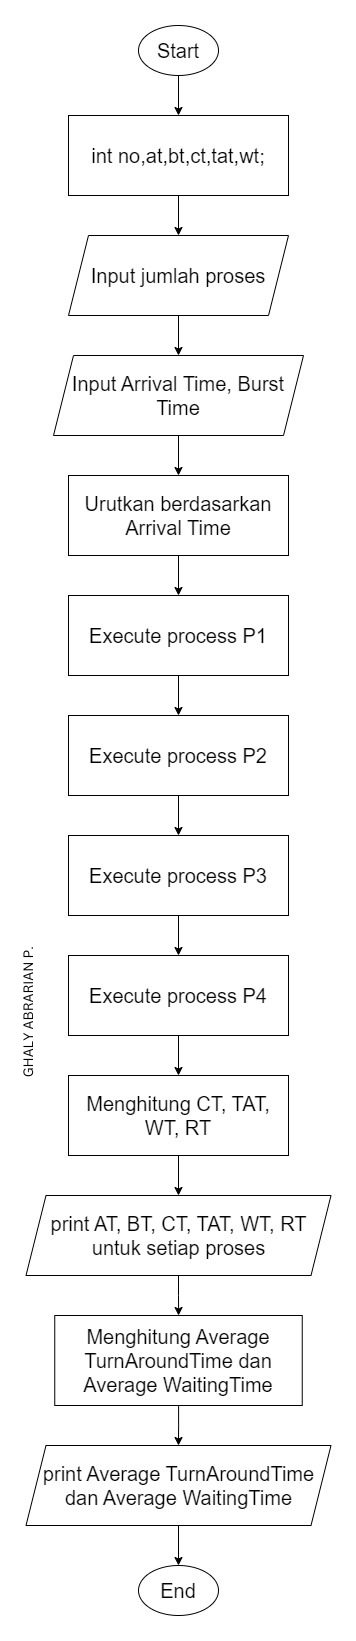 Start
int no,at,bt,ct,tat,wt;
Input jumlah proses
Input Arrival Time, Burst
Time
Urutkan berdasarkan
Arrival Time
Execute process P1
Execute process P2
Execute process P3
Execute process P4
GHALY ABRARIAN P.
Menghitung CT, TAT,
WT, RT
print AT, BT, CT, TAT, WT, RT
untuk setiap proses
Menghitung Average
TurnAroundTime dan
Average WaitingTime
print Average TurnAroundTime
dan Average WaitingTime
End